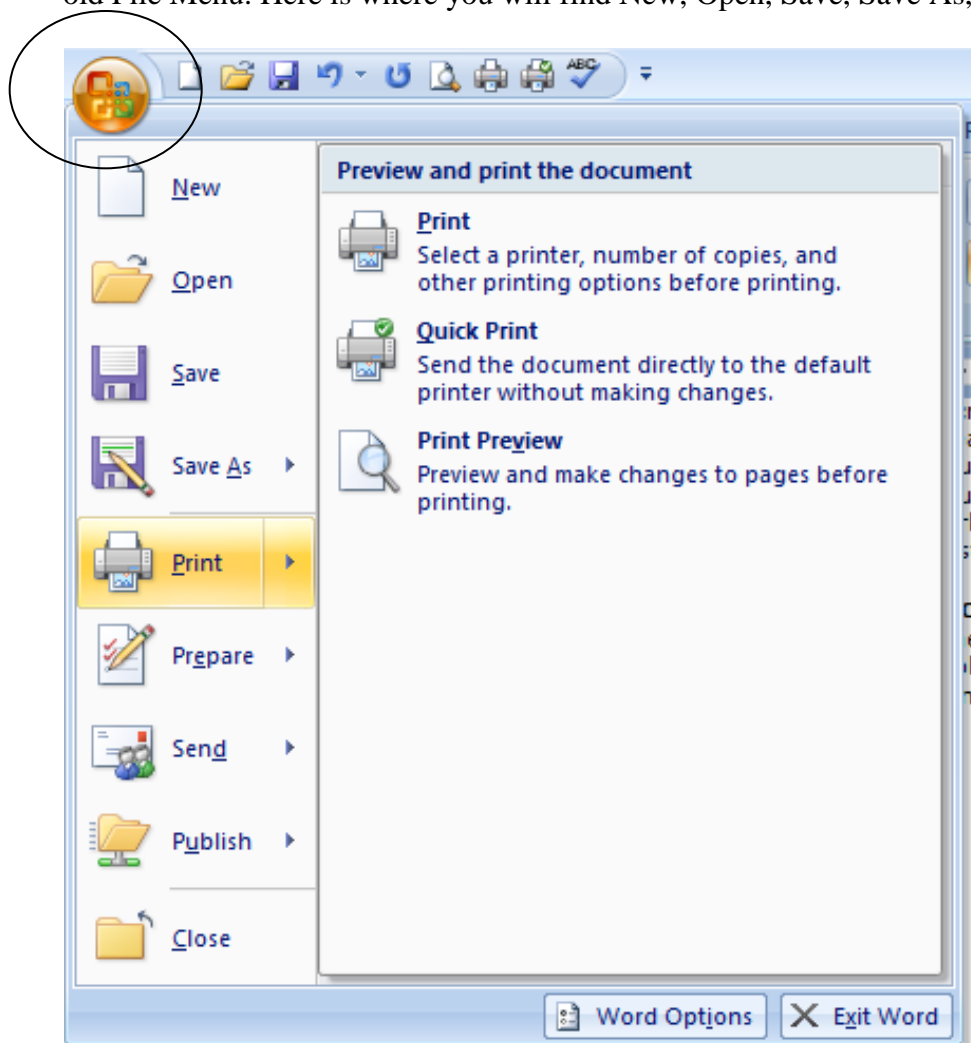 old File Menu. Here is where you will find New, Open, Save, Save As,
ABC
New
Open
Save
Save As
Print
Prepare
Send
Publish
Close
Preview and print the document
Print
Select a printer, number of copies, and
other printing options before printing.
Quick Print
Send the document directly to the default
printer without making changes.
Print Preview
Preview and make changes to pages before
printing.
Word Options
Exit Word